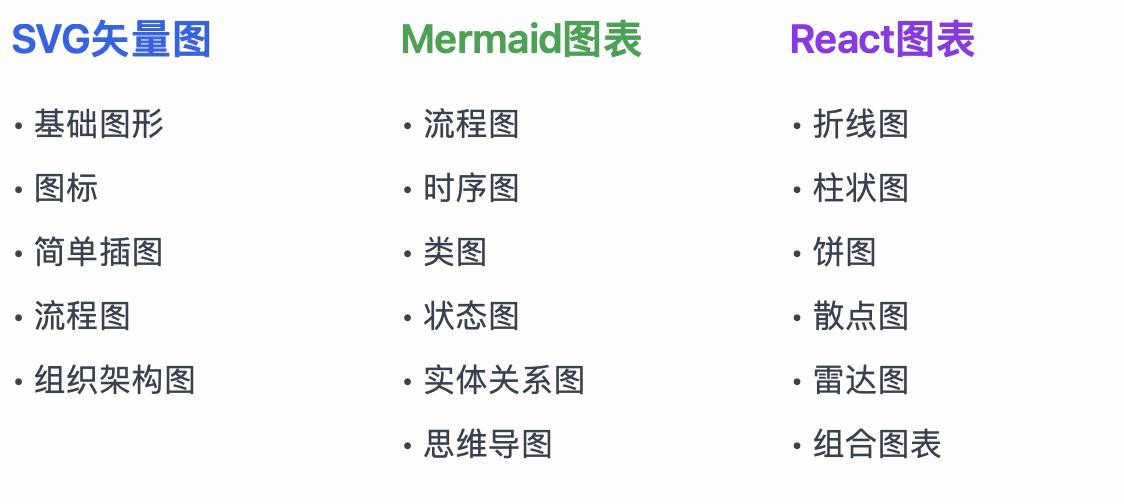 SVG矢量图
• 基础图形
• 图标
• 简单插图
• 流程图
• 组织架构图
Mermaid图表
• 流程图
• 时序图
• 类图
• 状态图
• 实体关系图
• 思维导图
React图表
• 折线图
• 柱状图
• 饼图
• 散点图
• 雷达图
• 组合图表